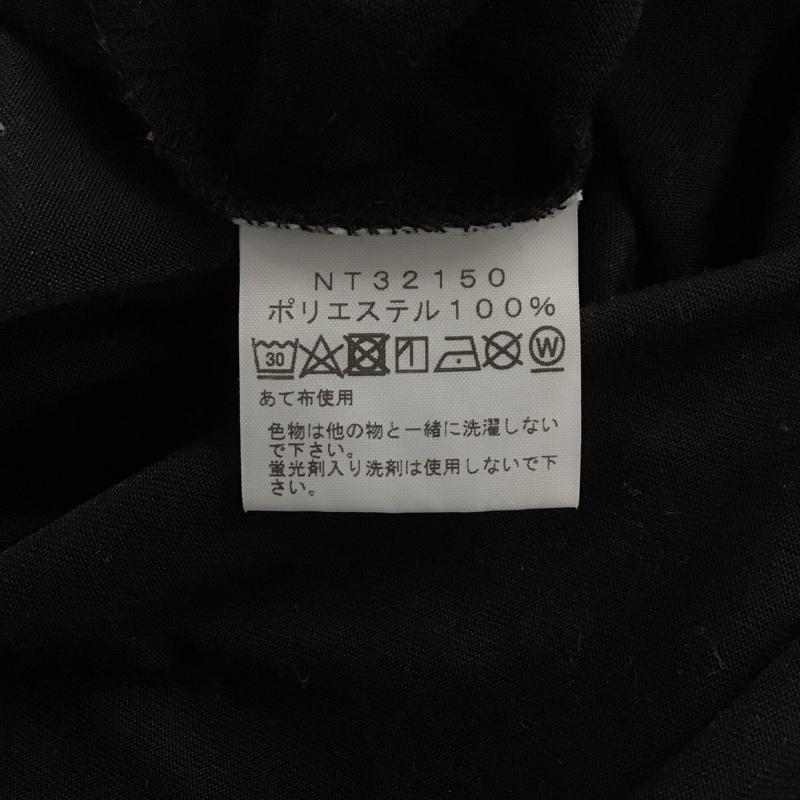 NT32150
ポリエステル100%
30 W
あて布使用
色物は他の物と一緒に洗濯しない
で下さい。
蛍光剤入り洗剤は使用しないで下
さい。